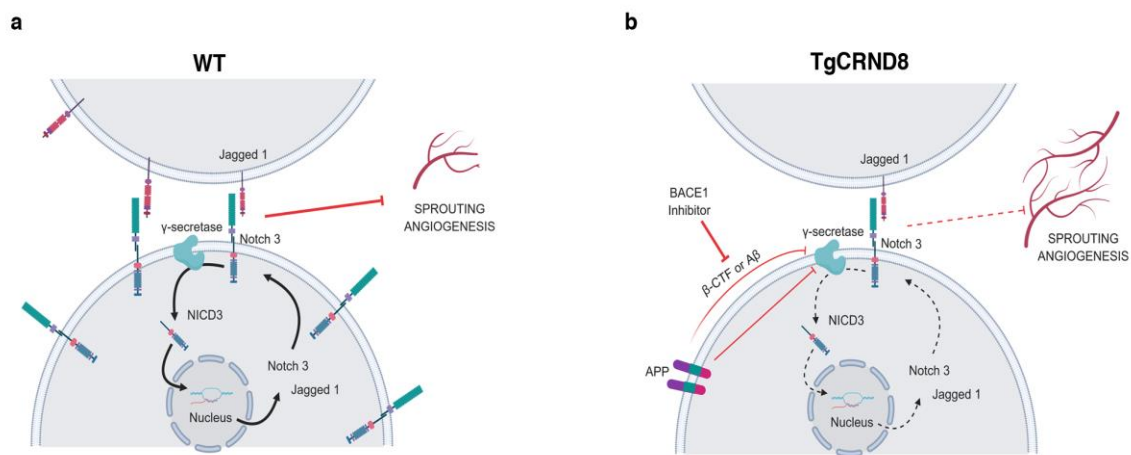 a
WT
Jagged 1
SPROUTING
ANGIOGENESIS
γ-secretase
Notch 3
NICD3
Notch 3
Jagged 1
Nucleus
b
TgCRND8
Jagged 1
BACE1
Inhibitor
γ-secretase
Notch 3
SPROUTING
ANGIOGENESIS
β-CTF or Aβ
NICD3
APP
Notch 3
Jagged 1
Nucleus